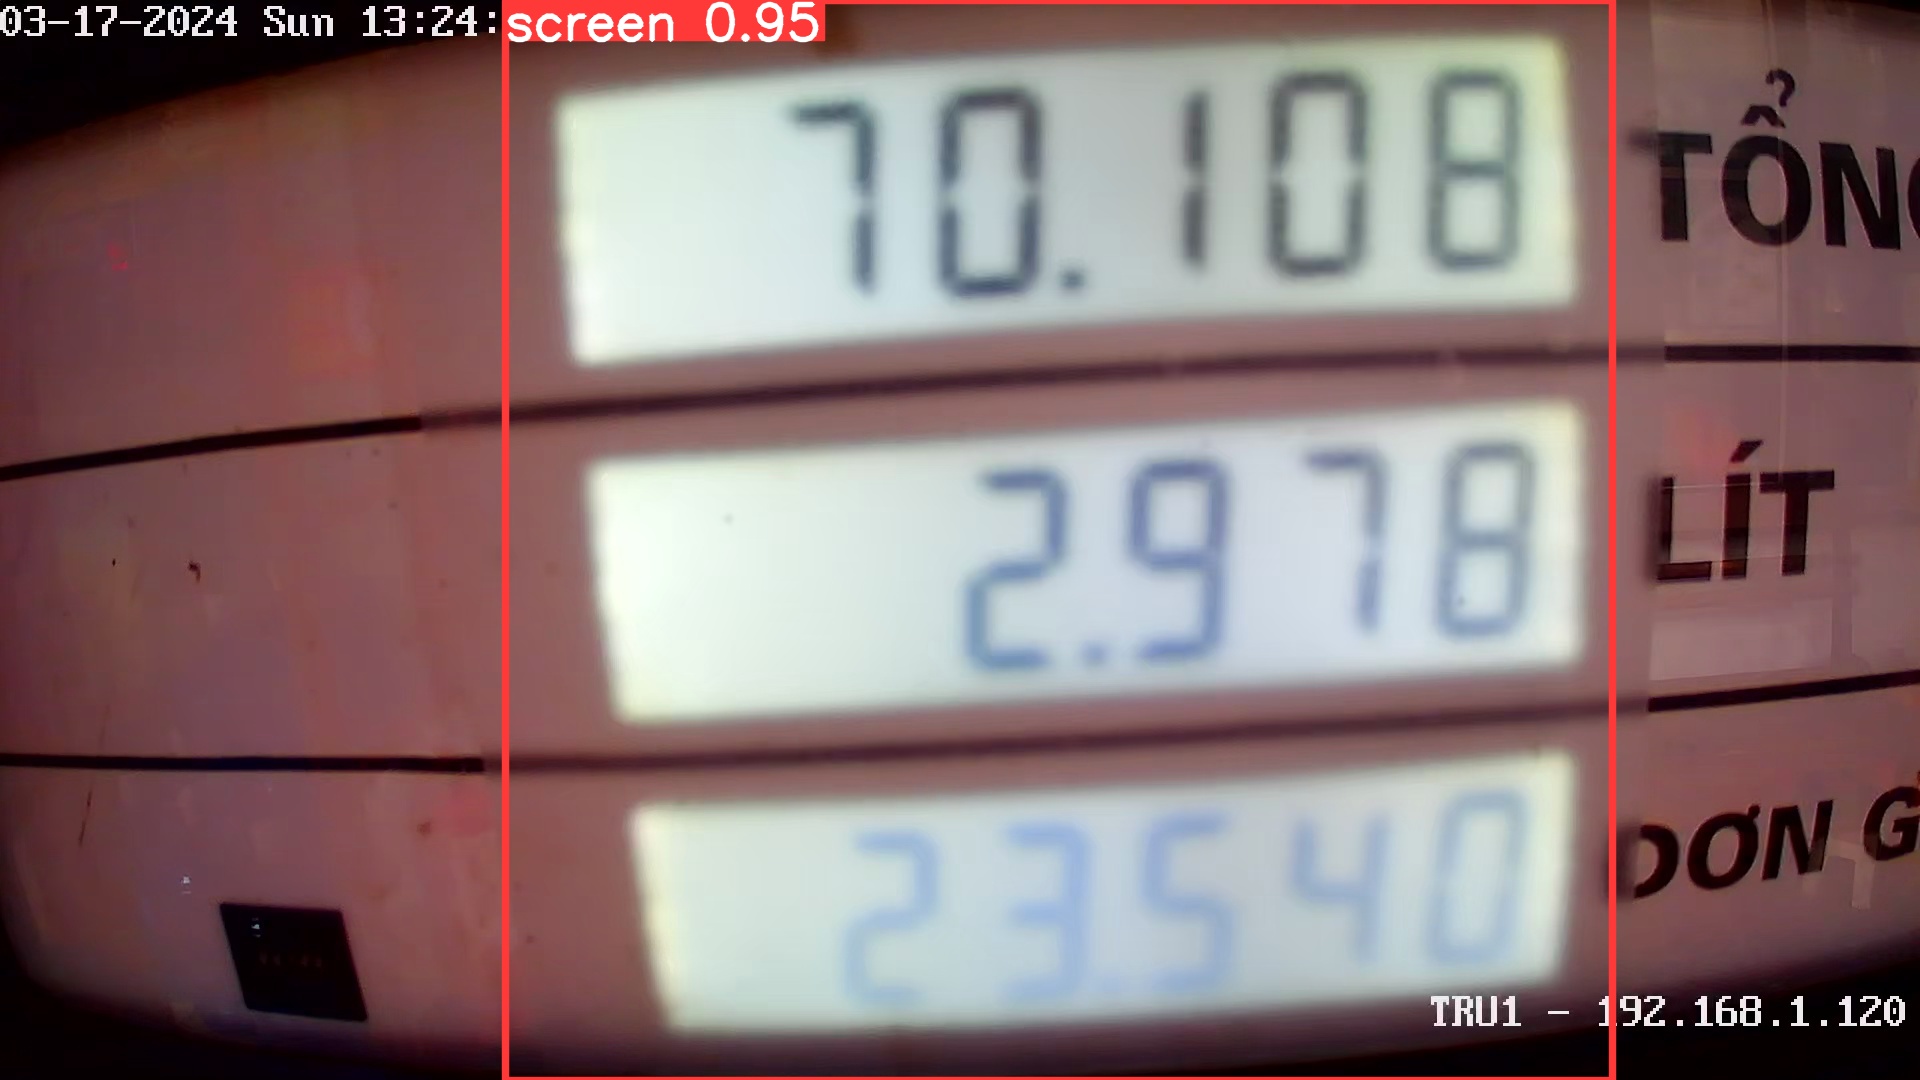 03-17-2024 Sun 13:24:
screen 0.95
70.108
TỔNG
2.978
LÍT
23.540
ĐƠN G
TRU1 - 192.168.1.120